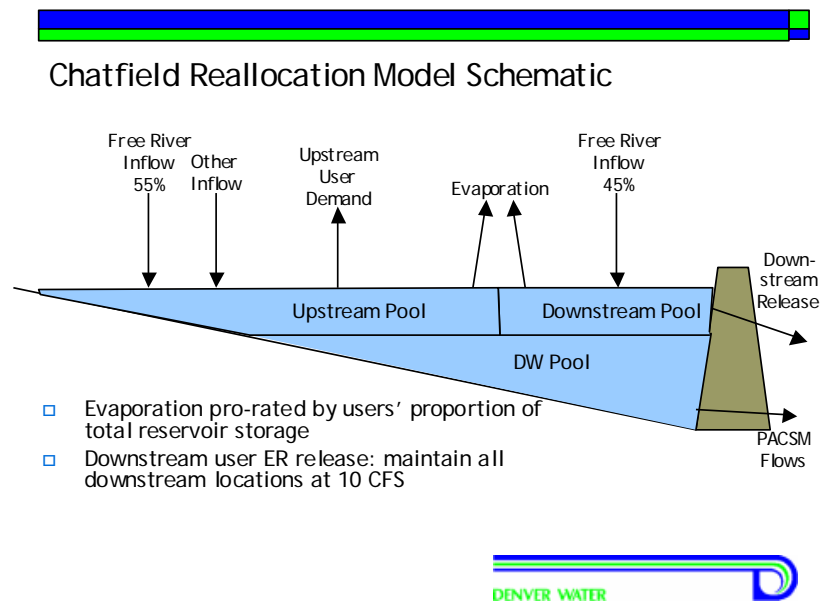 Chatfield Reallocation Model Schematic
Free River
Inflow
55%
Other
Inflow
Upstream
User
Demand
Evaporation
Free River
Inflow
45%
Down-
stream
Release
Upstream Pool
Downstream Pool
DW Pool
PACSM
Flows
Evaporation pro-rated by users’ proportion of
total reservoir storage
Downstream user ER release: maintain all
downstream locations at 10 CFS
DENVER WATER